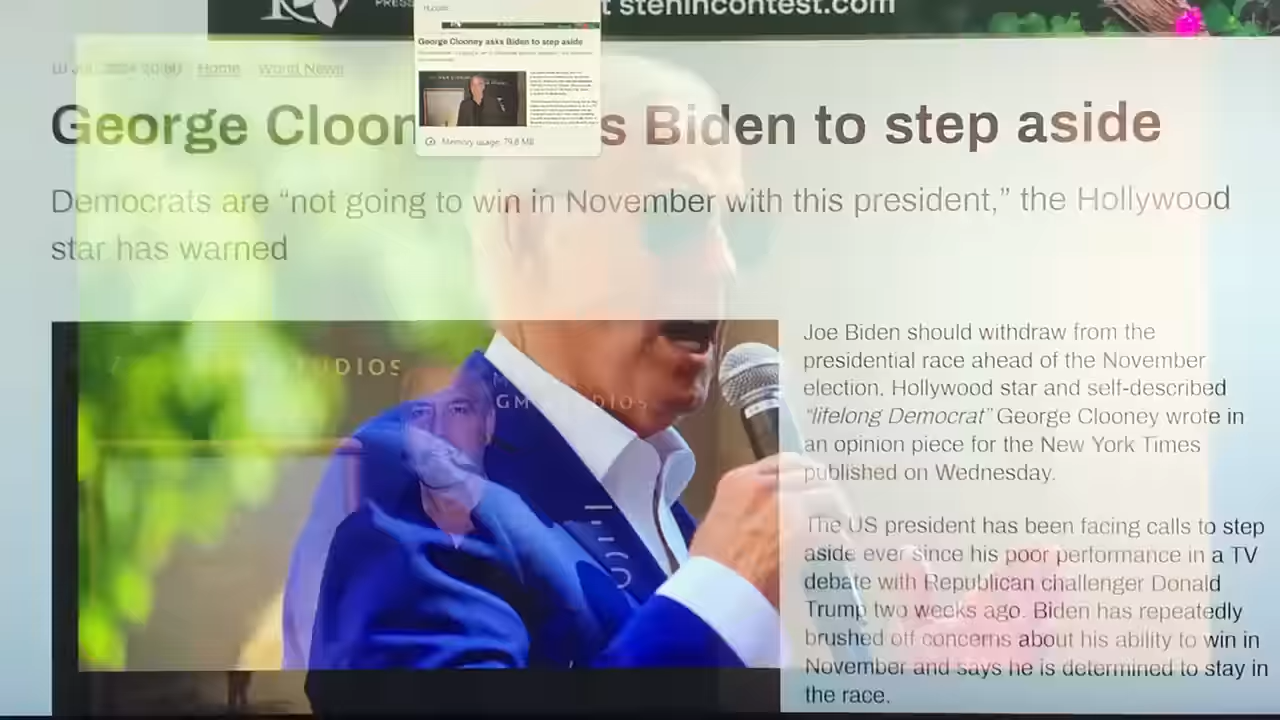 PRESS
t stenincontest.com
rt.com
George Clooney asks Biden to step aside
Memory usage: 79.8 MB
Home World News
George Cloon s Biden to step aside
Democrats are “not going to win in November with this president,” the Hollywood
star has warned
UDIOS
GM STUDIOS
Joe Biden should withdraw from the
presidential race ahead of the November
election, Hollywood star and self-described
“lifelong Democrat” George Clooney wrote in
an opinion piece for the New York Times
published on Wednesday.
The US president has been facing calls to step
aside ever since his poor performance in a TV
debate with Republican challenger Donald
Trump two weeks ago. Biden has repeatedly
brushed off concerns about his ability to win in
November and says he is determined to stay in
the race.